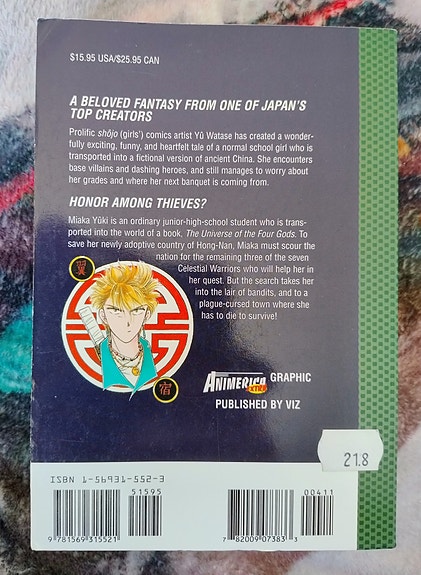 $15.95 USA/$25.95 CAN
A BELOVED FANTASY FROM ONE OF JAPAN'S
TOP CREATORS
Prolific shôjo (girls') comics artist Yû Watase has created a wonder-
fully exciting, funny, and heartfelt tale of a normal school girl who is
transported into a fictional version of ancient China. She encounters
base villains and dashing heroes, and still manages to worry about
her grades and where her next banquet is coming from.
HONOR AMONG THIEVES?
Miaka Yûki is an ordinary junior-high-school student who is trans-
ported into the world of a book, The Universe of the Four Gods. To
save her newly adoptive country of Hong-Nan, Miaka must scour the
nation for the remaining three of the seven
Celestial Warriors who will help her in
her quest. But the search takes her
into the lair of bandits, and to a
plague-cursed town where she
has to die to survive!
翼
宿
ANIMERICA EXTRA GRAPHIC
PUBLISHED BY VIZ
21.8
ISBN 1-56931-552-3
51595
00411
9 781569 315521
7 82009 07383 3